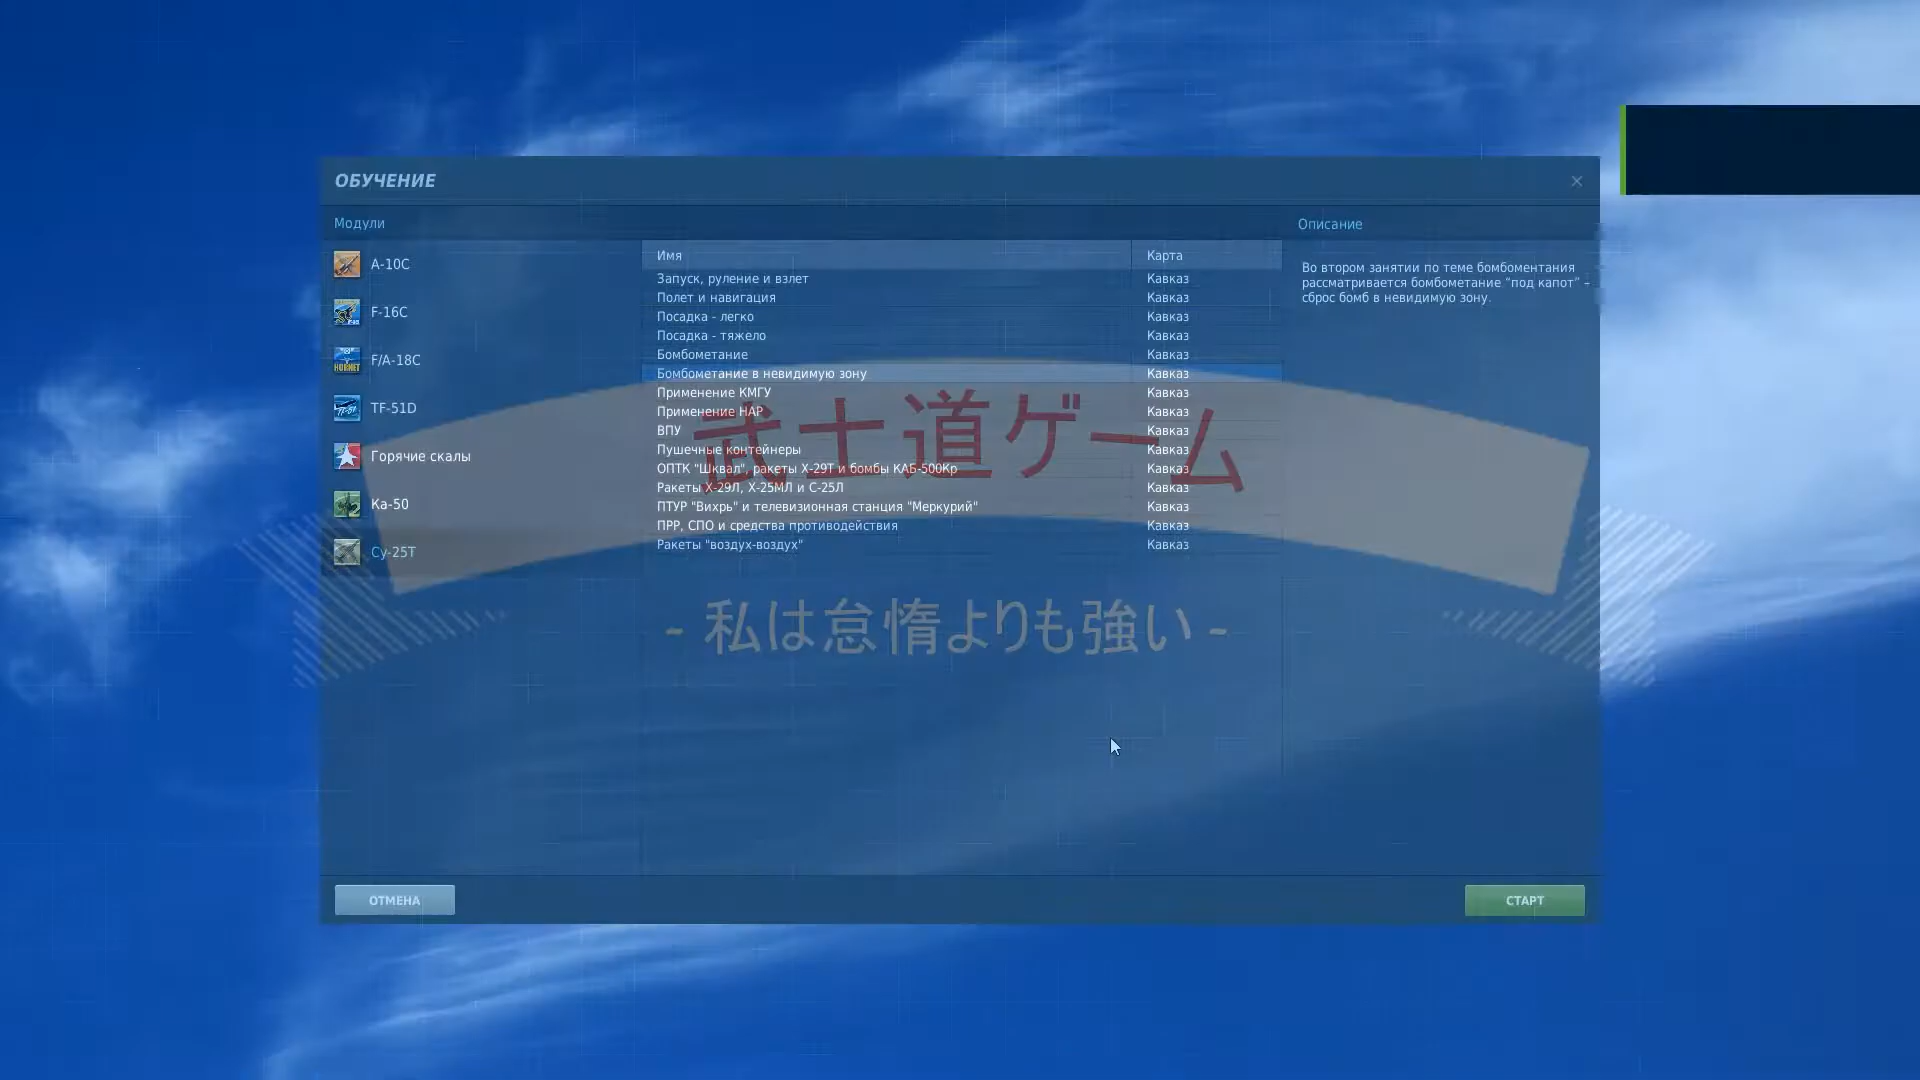 ОБУЧЕНИЕ
Модули
Описание
A-10C
F-16C
F/A-18C
TF-51D
Горячие скалы
Ка-50
Су-25Т
Имя Карта
Запуск, руление и взлет Кавказ
Полет и навигация Кавказ
Посадка - легко Кавказ
Посадка - тяжело Кавказ
Бомбометание Кавказ
Бомбометание в невидимую зону Кавказ
Применение КМГУ Кавказ
Применение НАР Кавказ
ВПУ Кавказ
Пушечные контейнеры Кавказ
ОПТК "Шквал", ракеты Х-29Т и бомбы КАБ-500Кр Кавказ
Ракеты Х-29Л, Х-25МЛ и С-25Л Кавказ
ПТУР "Вихрь" и телевизионная станция "Меркурий" Кавказ
ПРР, СПО и средства противодействия Кавказ
Ракеты "воздух-воздух" Кавказ
Во втором занятии по теме бомбоментания
рассматривается бомбометание "под капот" –
сброс бомб в невидимую зону.
武士道ゲーム
- 私は怠惰よりも強い -
ОТМЕНА
СТАРТ